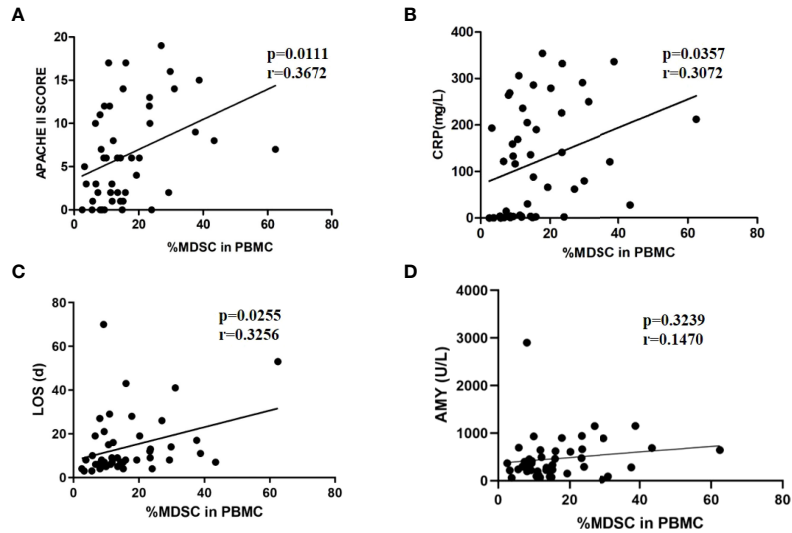 A
p=0.0111
r=0.3672
APACHE II SCORE
20
15
10
5
0
0 20 40 60 80
%MDSC in PBMC
B
p=0.0357
r=0.3072
CRP(mg/L)
400
300
200
100
0
0 20 40 60 80
%MDSC in PBMC
C
p=0.0255
r=0.3256
LOS (d)
80
60
40
20
0
0 20 40 60 80
%MDSC in PBMC
D
p=0.3239
r=0.1470
AMY (U/L)
4000
3000
2000
1000
500
0
0 20 40 60 80
%MDSC in PBMC